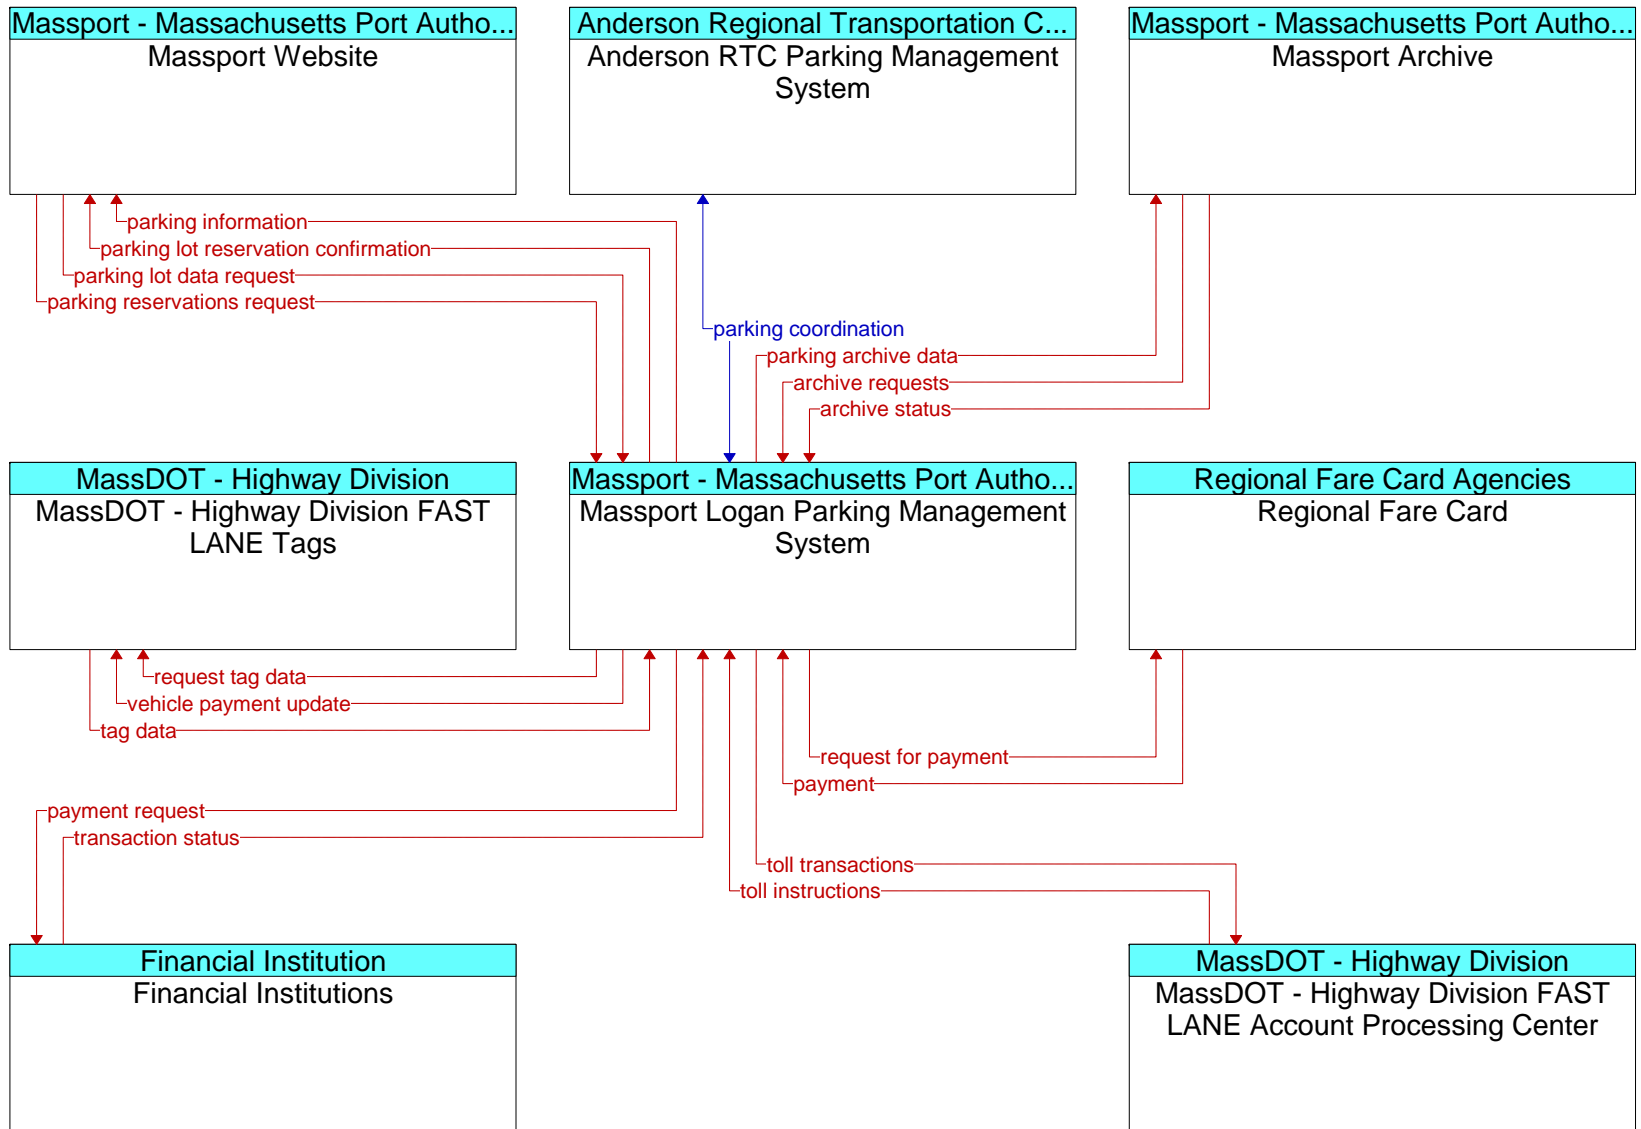 Massport - Massachusetts Port Autho...
Massport Website
Anderson Regional Transportation C...
Anderson RTC Parking Management
System
Massport - Massachusetts Port Autho...
Massport Archive
parking information
parking lot reservation confirmation
parking lot data request
parking reservations request
parking coordination
parking archive data
archive requests
archive status
MassDOT - Highway Division
MassDOT - Highway Division FAST
LANE Tags
Massport - Massachusetts Port Autho...
Massport Logan Parking Management
System
Regional Fare Card Agencies
Regional Fare Card
request tag data
vehicle payment update
tag data
request for payment
payment
payment request
transaction status
toll transactions
toll instructions
Financial Institution
Financial Institutions
MassDOT - Highway Division
MassDOT - Highway Division FAST
LANE Account Processing Center